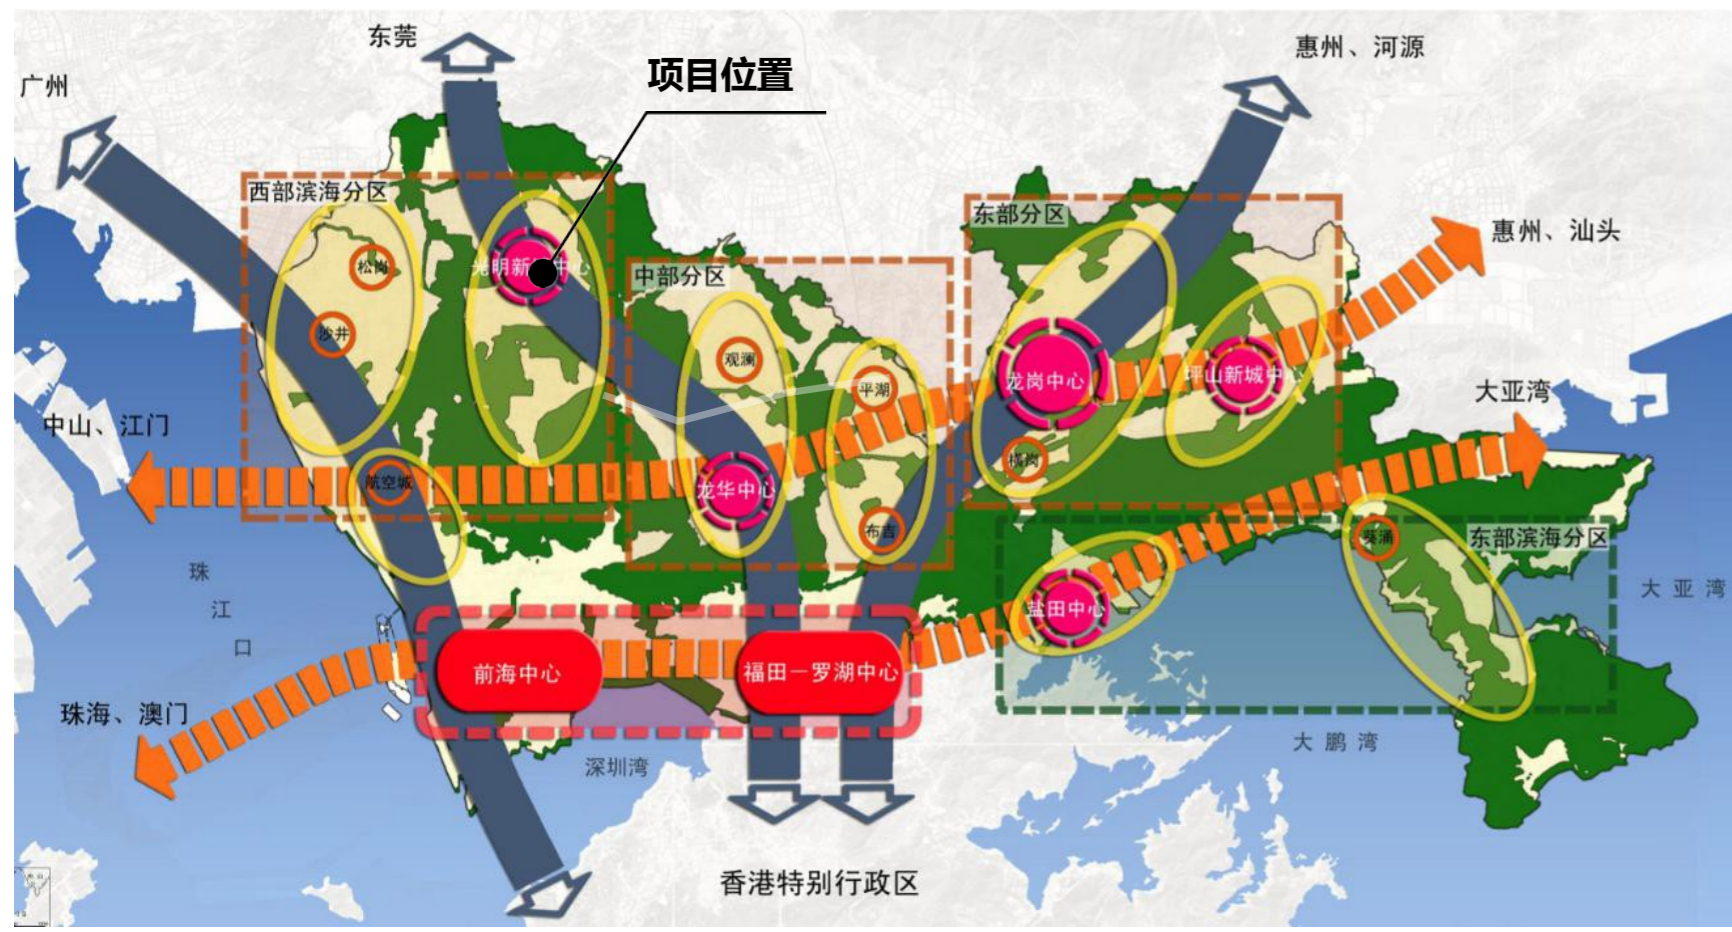 东莞
惠州、河源
项目位置
广州
西部滨海分区
东部分区
惠州、汕头
松岗
光明新城中心
中部分区
沙井
观澜
平湖
龙岗中心
坪山新城中心
大亚湾
中山、江门
横岗
航空城
龙华中心
布吉
葵涌
东部滨海分区
珠
江
口
大亚湾
盐田中心
前海中心
福田—罗湖中心
珠海、澳门
深圳湾
大鹏湾
香港特别行政区